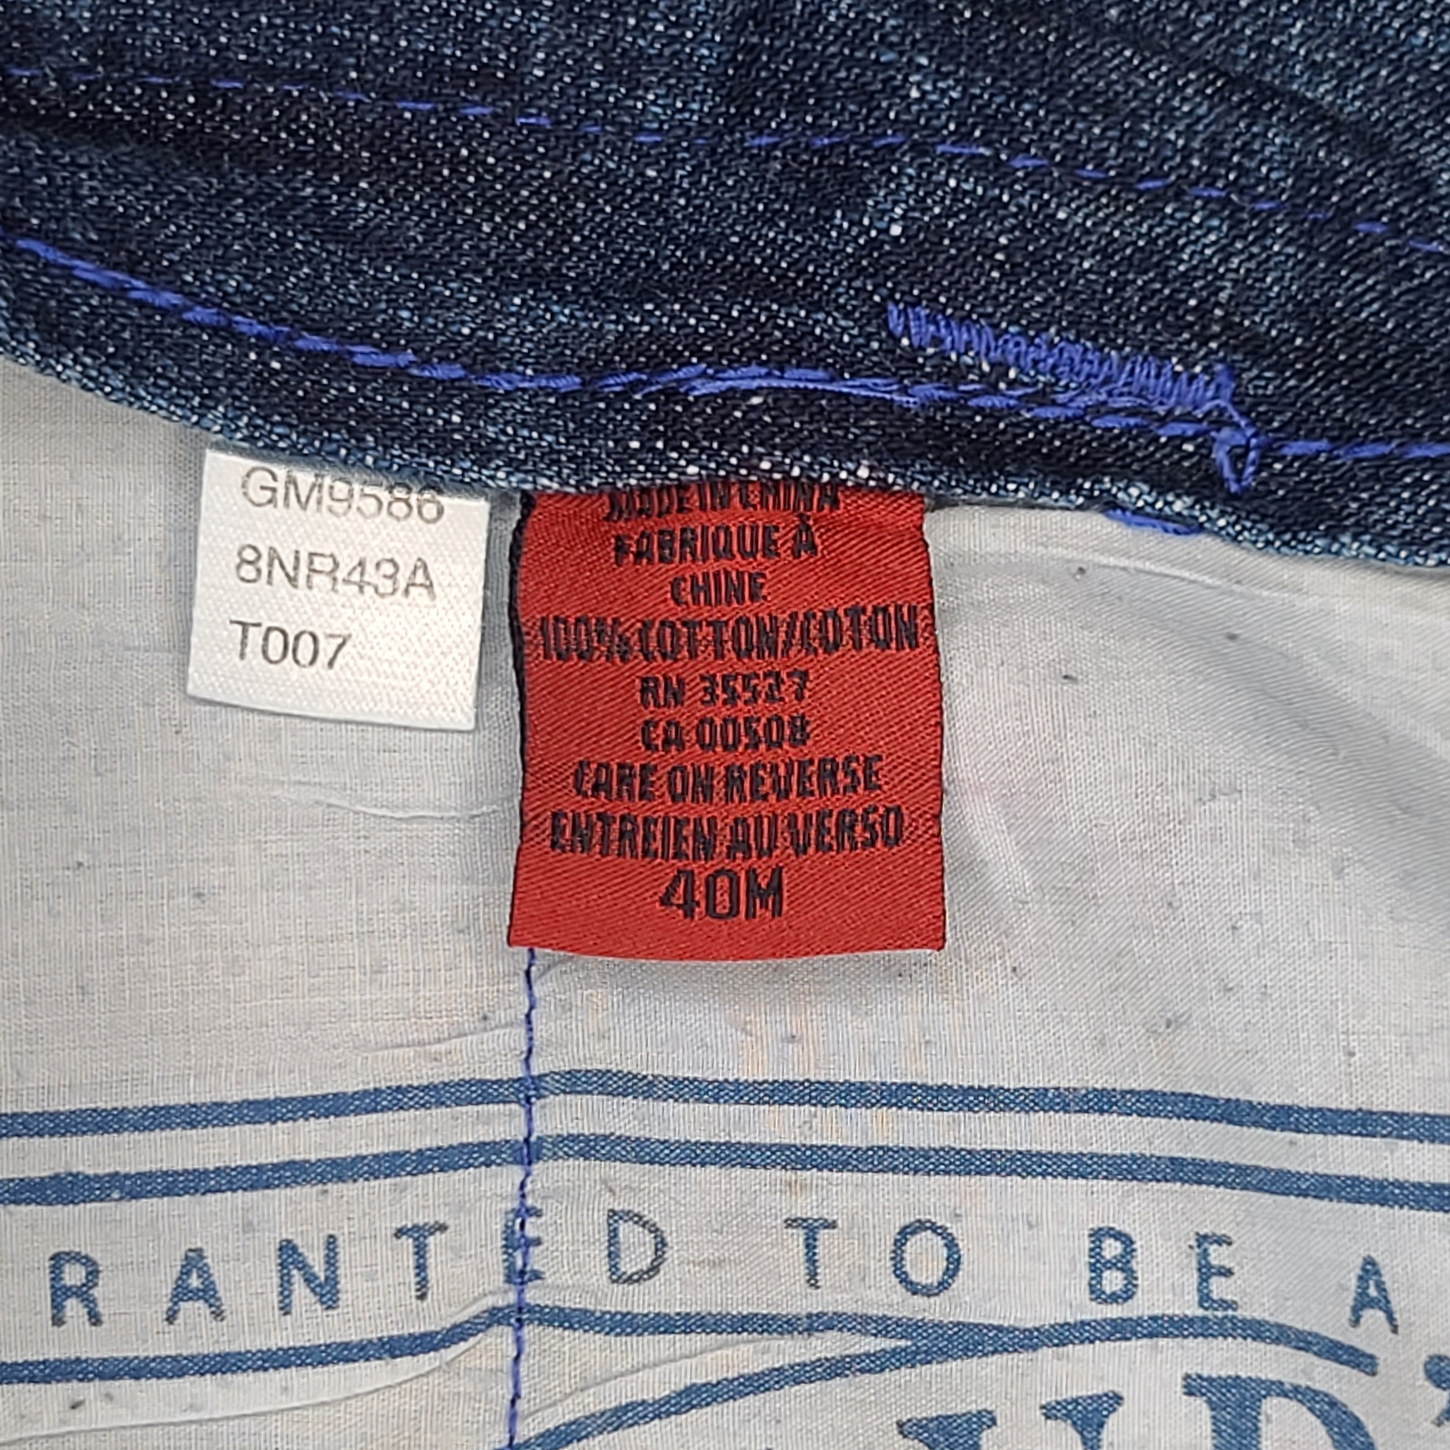 GM9586
8NR43A
T007
MADE IN CHINA
FABRIQUE À
CHINE
100% COTTON/COTON
RN 35527
CA 00508
CARE ON REVERSE
ENTREIEN AU VERSO
40M
RANTED TO BE A